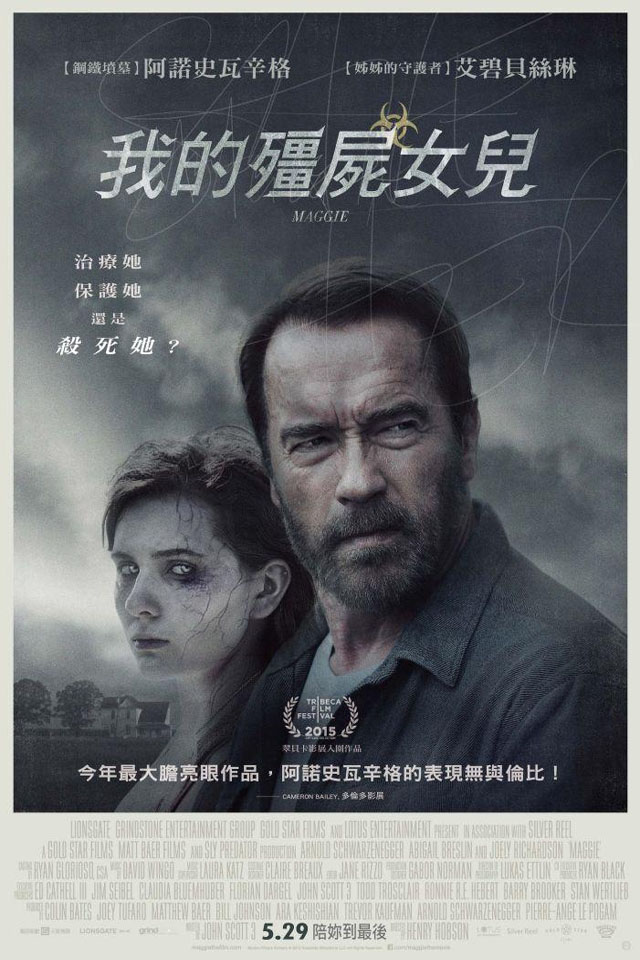 【鋼鐵墳墓】阿諾史瓦辛格 【姊姊的守護者】艾碧貝絲琳
我的殭屍女兒
MAGGIE
治療她
保護她
還是
殺死她？
TRIBECA
FILM
FESTIVAL
2015
翠貝卡影展入圍作品
今年最大膽亮眼作品，阿諾史瓦辛格的表現無與倫比！
CAMERON BAILEY, 多倫多影展
LIONSGATE GRINDSTONE ENTERTAINMENT GROUP GOLD STAR FILMS AND LOTUS ENTERTAINMENT PRESENT IN ASSOCIATION WITH SILVER REEL
A GOLD STAR FILMS MATT BAER FILMS AND SLY PREDATOR PRODUCTION ARNOLD SCHWARZENEGGER ABIGAIL BRESLIN AND JOELY RICHARDSON MAGGIE
RYAN GLORIOSO, CSA DAVID WINGO LAURA KATZ CLAIRE BREAUX JANE RIZZO GABOR NORMAN LUKAS ETTLIN RYAN BLACK
ED CATHELL III JIM SEIBEL CLAUDIA BLUEMHUBER FLORIAN DARGEL JOHN SCOTT 3 TODD TROSCLAIR RONNIE R.F. HEBERT BARRY BROOKER STAN WERTLIEB
COLIN BATES JOEY TUFARO MATTHEW BAER BILL JOHNSON ARA KESHISHIAN TREVOR KAUFMAN ARNOLD SCHWARZENEGGER PIERRE-ANGE LE POGAM
JOHN SCOTT 3 5.29 陪妳到最後 HENRY HOBSON
LIONSGATE grindstone Silver Reel
maggiethefilm.com